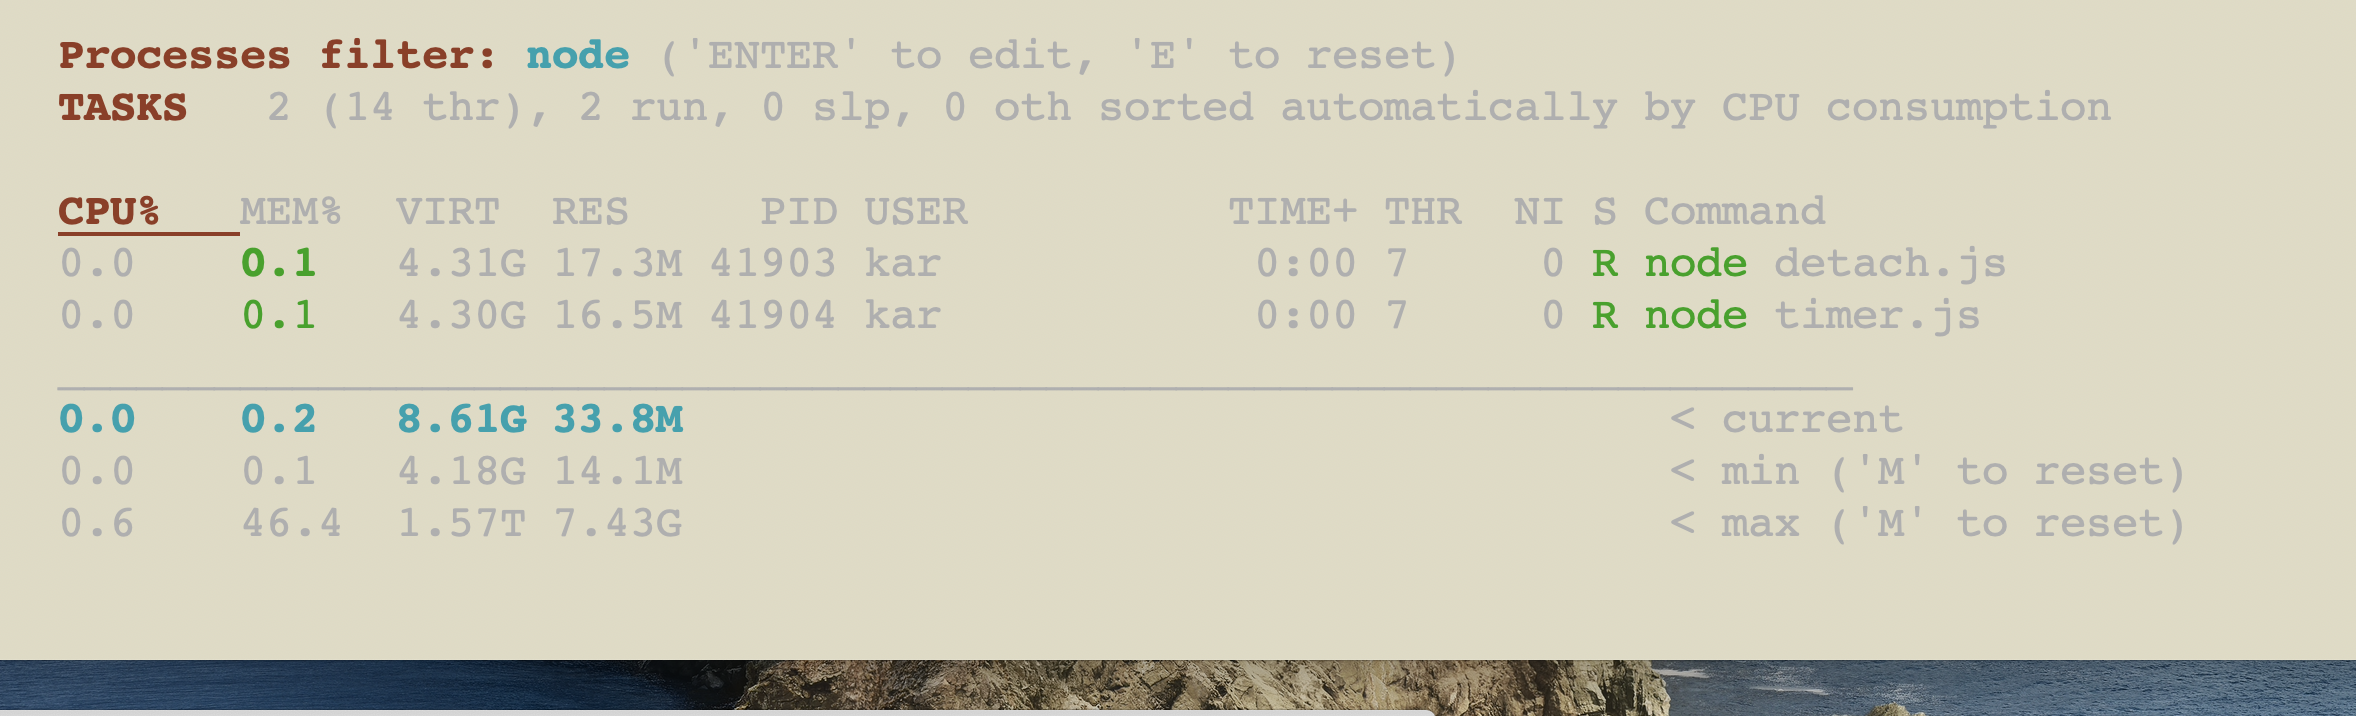 Processes filter: node ('ENTER' to edit, 'E' to reset)
TASKS   2 (14 thr), 2 run, 0 slp, 0 oth sorted automatically by CPU consumption
CPU%   MEM%  VIRT  RES     PID USER          TIME+ THR  NI S Command
0.0    0.1   4.31G 17.3M 41903 kar            0:00 7     0 R node detach.js
0.0    0.1   4.30G 16.5M 41904 kar            0:00 7     0 R node timer.js
0.0    0.2   8.61G 33.8M                                      < current
0.0    0.1   4.18G 14.1M                                      < min ('M' to reset)
0.6    46.4  1.57T 7.43G                                      < max ('M' to reset)